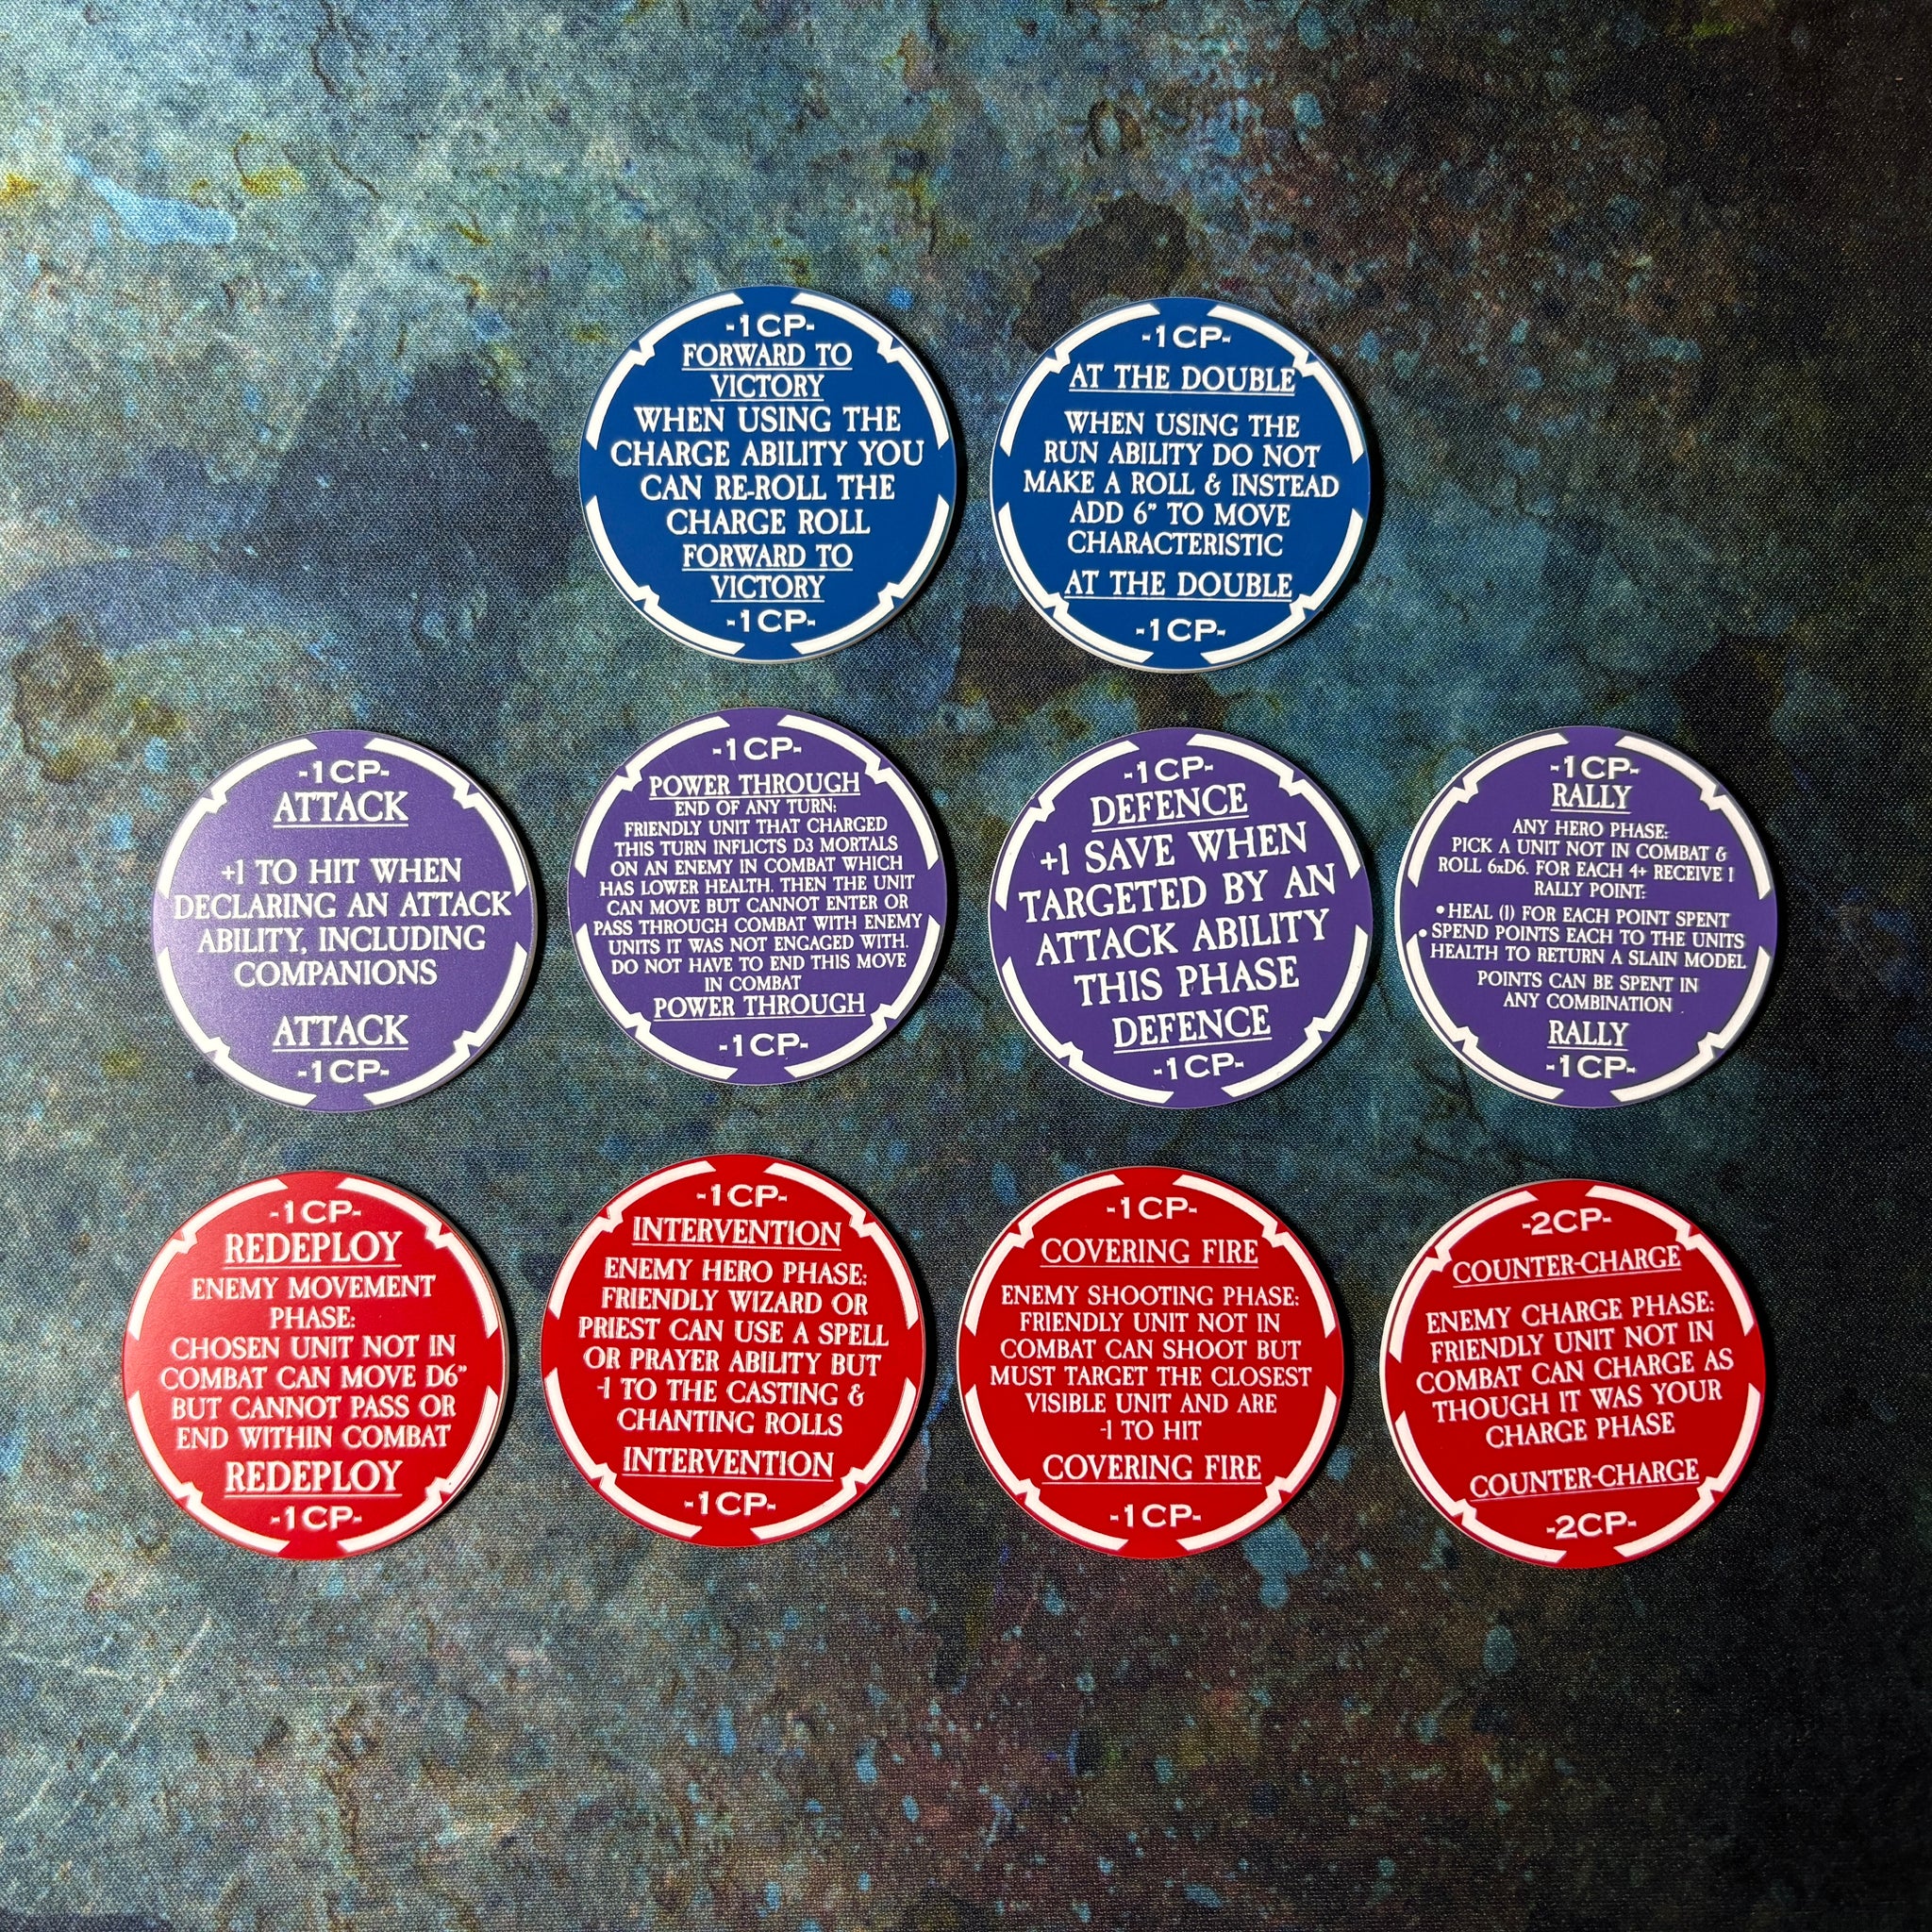 -1CP-
FORWARD TO
VICTORY
WHEN USING THE
CHARGE ABILITY YOU
CAN RE-ROLL THE
CHARGE ROLL
FORWARD TO
VICTORY
-1CP-
-1CP-
AT THE DOUBLE
WHEN USING THE
RUN ABILITY DO NOT
MAKE A ROLL & INSTEAD
ADD 6" TO MOVE
CHARACTERISTIC
AT THE DOUBLE
-1CP-
-1CP-
ATTACK
+1 TO HIT WHEN
DECLARING AN ATTACK
ABILITY, INCLUDING
COMPANIONS
ATTACK
-1CP-
-1CP-
POWER THROUGH
END OF ANY TURN:
FRIENDLY UNIT THAT CHARGED
THIS TURN INFLICTS D3 MORTALS
ON AN ENEMY IN COMBAT WHICH
HAS LOWER HEALTH. THEN THE UNIT
CAN MOVE BUT CANNOT ENTER OR
PASS THROUGH COMBAT WITH ENEMY
UNITS IT WAS NOT ENGAGED WITH.
DO NOT HAVE TO END THIS MOVE
IN COMBAT
POWER THROUGH
-1CP-
-1CP-
DEFENCE
+1 SAVE WHEN
TARGETED BY AN
ATTACK ABILITY
THIS PHASE
DEFENCE
-1CP-
-1CP-
RALLY
ANY HERO PHASE:
PICK A UNIT NOT IN COMBAT &
ROLL 6xD6. FOR EACH 4+ RECEIVE 1
RALLY POINT:
• HEAL (1) FOR EACH POINT SPENT
• SPEND POINTS EACH TO THE UNITS
HEALTH TO RETURN A SLAIN MODEL
POINTS CAN BE SPENT IN
ANY COMBINATION
RALLY
-1CP-
-1CP-
REDEPLOY
ENEMY MOVEMENT
PHASE:
CHOSEN UNIT NOT IN
COMBAT CAN MOVE D6"
BUT CANNOT PASS OR
END WITHIN COMBAT
REDEPLOY
-1CP-
-1CP-
INTERVENTION
ENEMY HERO PHASE:
FRIENDLY WIZARD OR
PRIEST CAN USE A SPELL
OR PRAYER ABILITY BUT
-1 TO THE CASTING &
CHANTING ROLLS
INTERVENTION
-1CP-
-1CP-
COVERING FIRE
ENEMY SHOOTING PHASE:
FRIENDLY UNIT NOT IN
COMBAT CAN SHOOT BUT
MUST TARGET THE CLOSEST
VISIBLE UNIT AND ARE
-1 TO HIT
COVERING FIRE
-1CP-
-2CP-
COUNTER-CHARGE
ENEMY CHARGE PHASE:
FRIENDLY UNIT NOT IN
COMBAT CAN CHARGE AS
THOUGH IT WAS YOUR
CHARGE PHASE
COUNTER-CHARGE
-2CP-